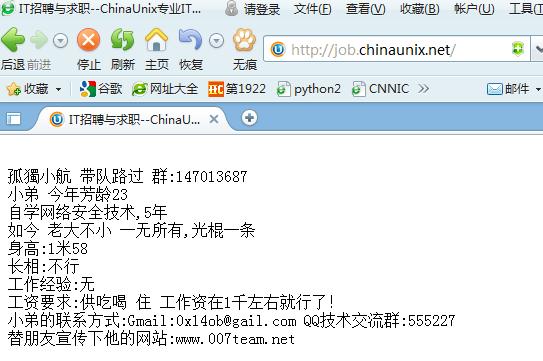 IT招聘与求职--ChinaUnix专业IT... 请登录 文件(F) 查看(V) 收藏(B) 帐户(U) 工具(T
后退 前进 停止 刷新 主页 恢复 无痕 http://job.chinaunix.net/
收藏 谷歌 网址大全 第1922 python2 CNNIC 邮件
IT招聘与求职--ChinaU...
孤獨小航 带队路过 群:147013687
小弟 今年芳龄23
自学网络安全技术,5年
如今 老大不小 一无所有,光棍一条
身高:1米58
长相:不行
工作经验:无
工资要求:供吃喝 住 工作资在1千左右就行了!
小弟的联系方式:Gmail:0x14ob@gail.com QQ技术交流群:555227
替朋友宣传下他的网站:www.007team.net